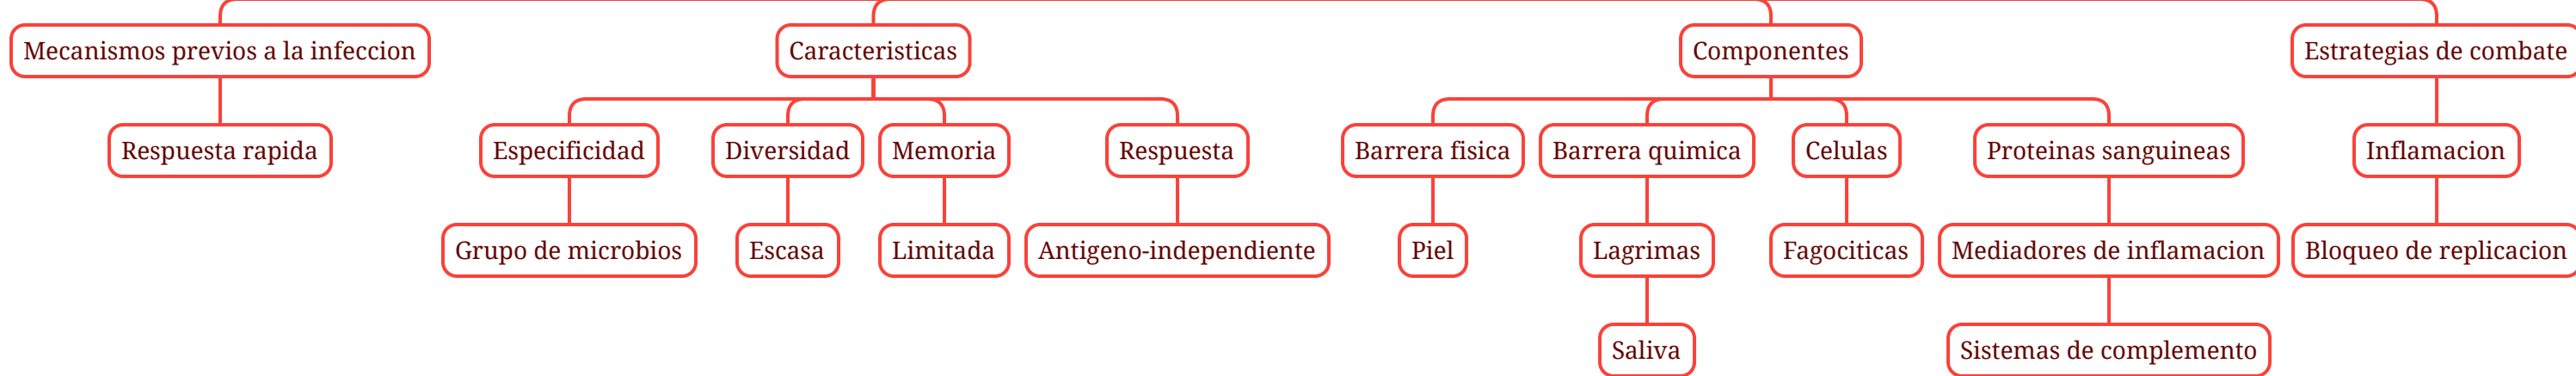 Mecanismos previos a la infeccion
Caracteristicas
Componentes
Estrategias de combate
Respuesta rapida
Especificidad
Diversidad
Memoria
Respuesta
Barrera fisica
Barrera quimica
Celulas
Proteinas sanguineas
Inflamacion
Grupo de microbios
Escasa
Limitada
Antigeno-independiente
Piel
Lagrimas
Fagociticas
Mediadores de inflamacion
Bloqueo de replicacion
Saliva
Sistemas de complemento